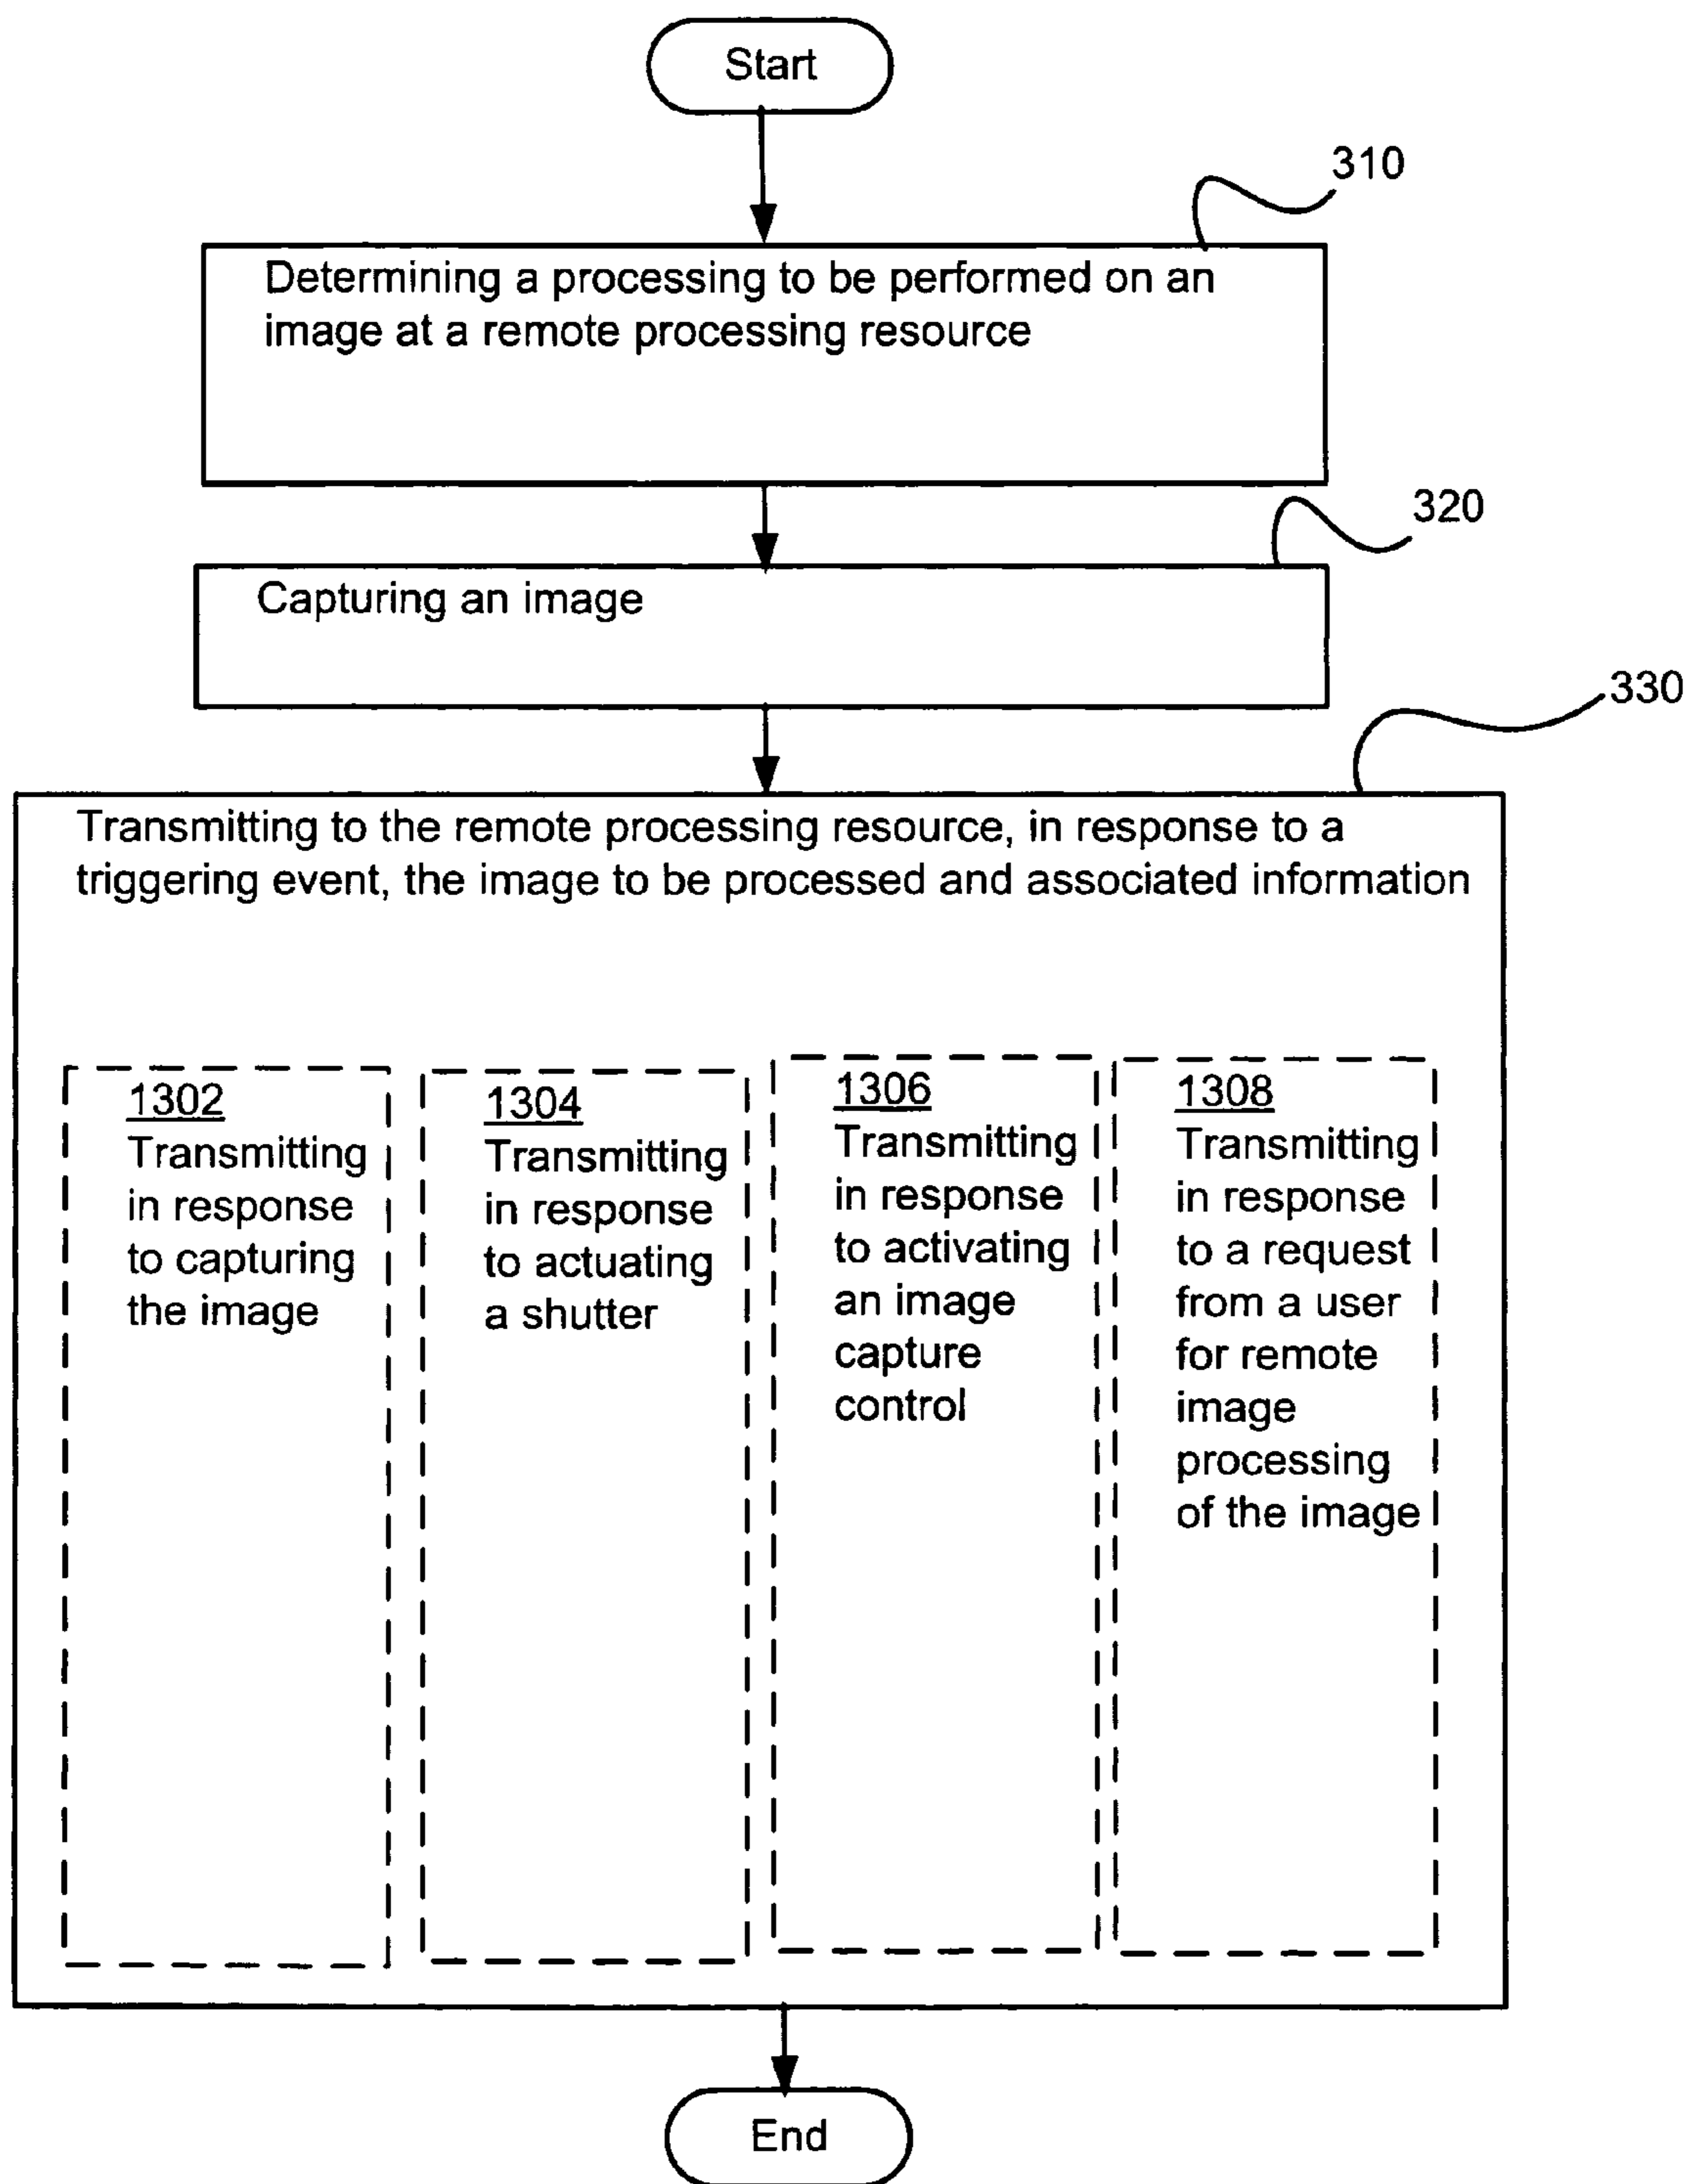 Start
310
Determining a processing to be performed on an
image at a remote processing resource
320
Capturing an image
330
Transmitting to the remote processing resource, in response to a
triggering event, the image to be processed and associated information
1302
Transmitting
in response
to capturing
the image
1304
Transmitting
in response
to actuating
a shutter
1306
Transmitting
in response
to activating
an image
capture
control
1308
Transmitting
in response
to a request
from a user
for remote
image
processing
of the image
End